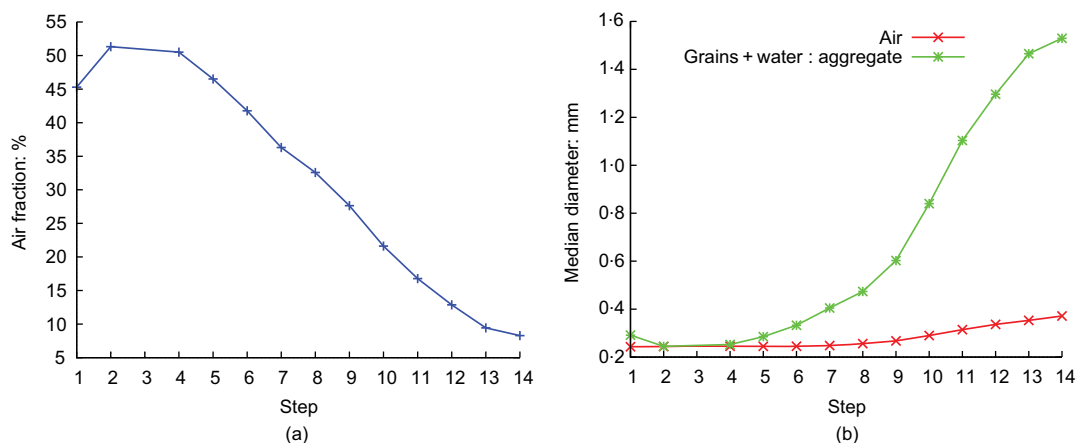 55
50
45
40
35
30
25
20
15
10
5
Air fraction: %
1 2 3 4 5 6 7 8 9 10 11 12 13 14
Step
(a)
1·6
1·4
1·2
1·0
0·8
0·6
0·4
0·2
Median diameter: mm
Air
Grains + water : aggregate
1 2 3 4 5 6 7 8 9 10 11 12 13 14
Step
(b)